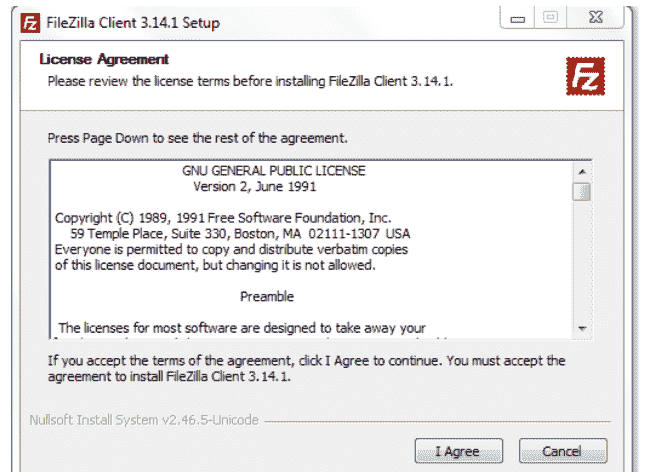 FileZilla Client 3.14.1 Setup
License Agreement
Please review the license terms before installing FileZilla Client 3.14.1.
Fz
Press Page Down to see the rest of the agreement.
GNU GENERAL PUBLIC LICENSE
Version 2, June 1991
Copyright (C) 1989, 1991 Free Software Foundation, Inc.
59 Temple Place, Suite 330, Boston, MA 02111-1307 USA
Everyone is permitted to copy and distribute verbatim copies
of this license document, but changing it is not allowed.
Preamble
The licenses for most software are designed to take away your
If you accept the terms of the agreement, click I Agree to continue. You must accept the
agreement to install FileZilla Client 3.14.1.
Nullsoft Install System v2.46.5-Unicode
I Agree
Cancel